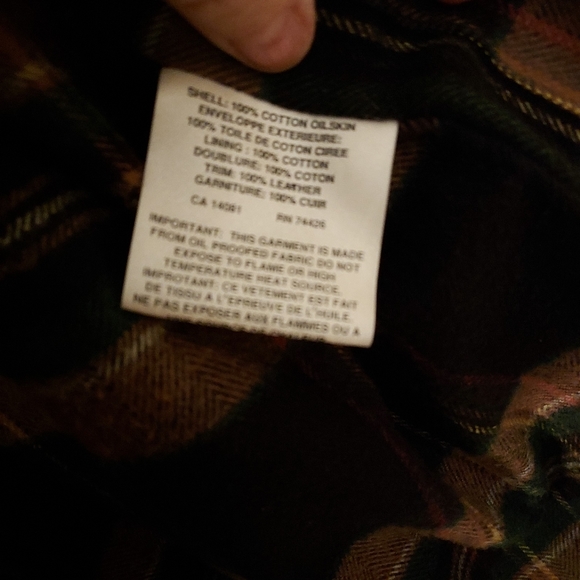 SHELL: 100% COTTON OILSKIN
ENVELOPPE EXTERIEURE:
100% TOILE DE COTON CIREE
LINING : 100% COTTON
DOUBLURE: 100% COTON
TRIM: 100% LEATHER
GARNITURE: 100% CUIR
CA 14081 RN 74426
IMPORTANT: THIS GARMENT IS MADE
FROM OIL PROOFED FABRIC DO NOT
EXPOSE TO FLAME OR HIGH
TEMPERATURE HEAT SOURCE.
IMPROTANT: CE VETEMENT EST FAIT
DE TISSU A L'EPREUVE DE L'HUILE.
NE PAS EXPOSER AUX FLAMMES OU A